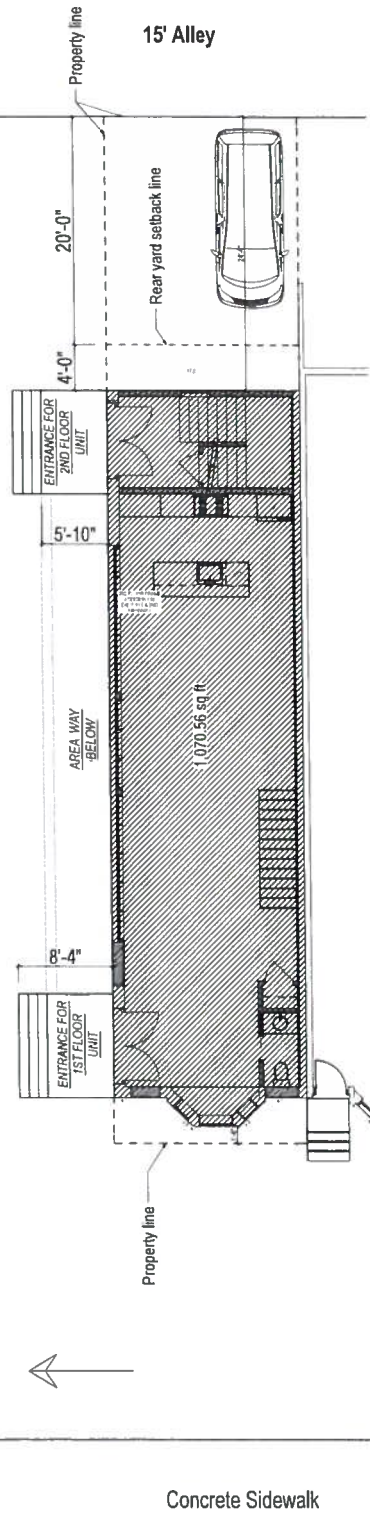 15' Alley
Property line
20'-0"
Rear yard setback line
4'-0"
ENTRANCE FOR
2ND FLOOR
UNIT
5'-10"
AREA WAY
BELOW
1,070.56 sq ft
8'-4"
ENTRANCE FOR
1ST FLOOR
UNIT
Property line
Concrete Sidewalk